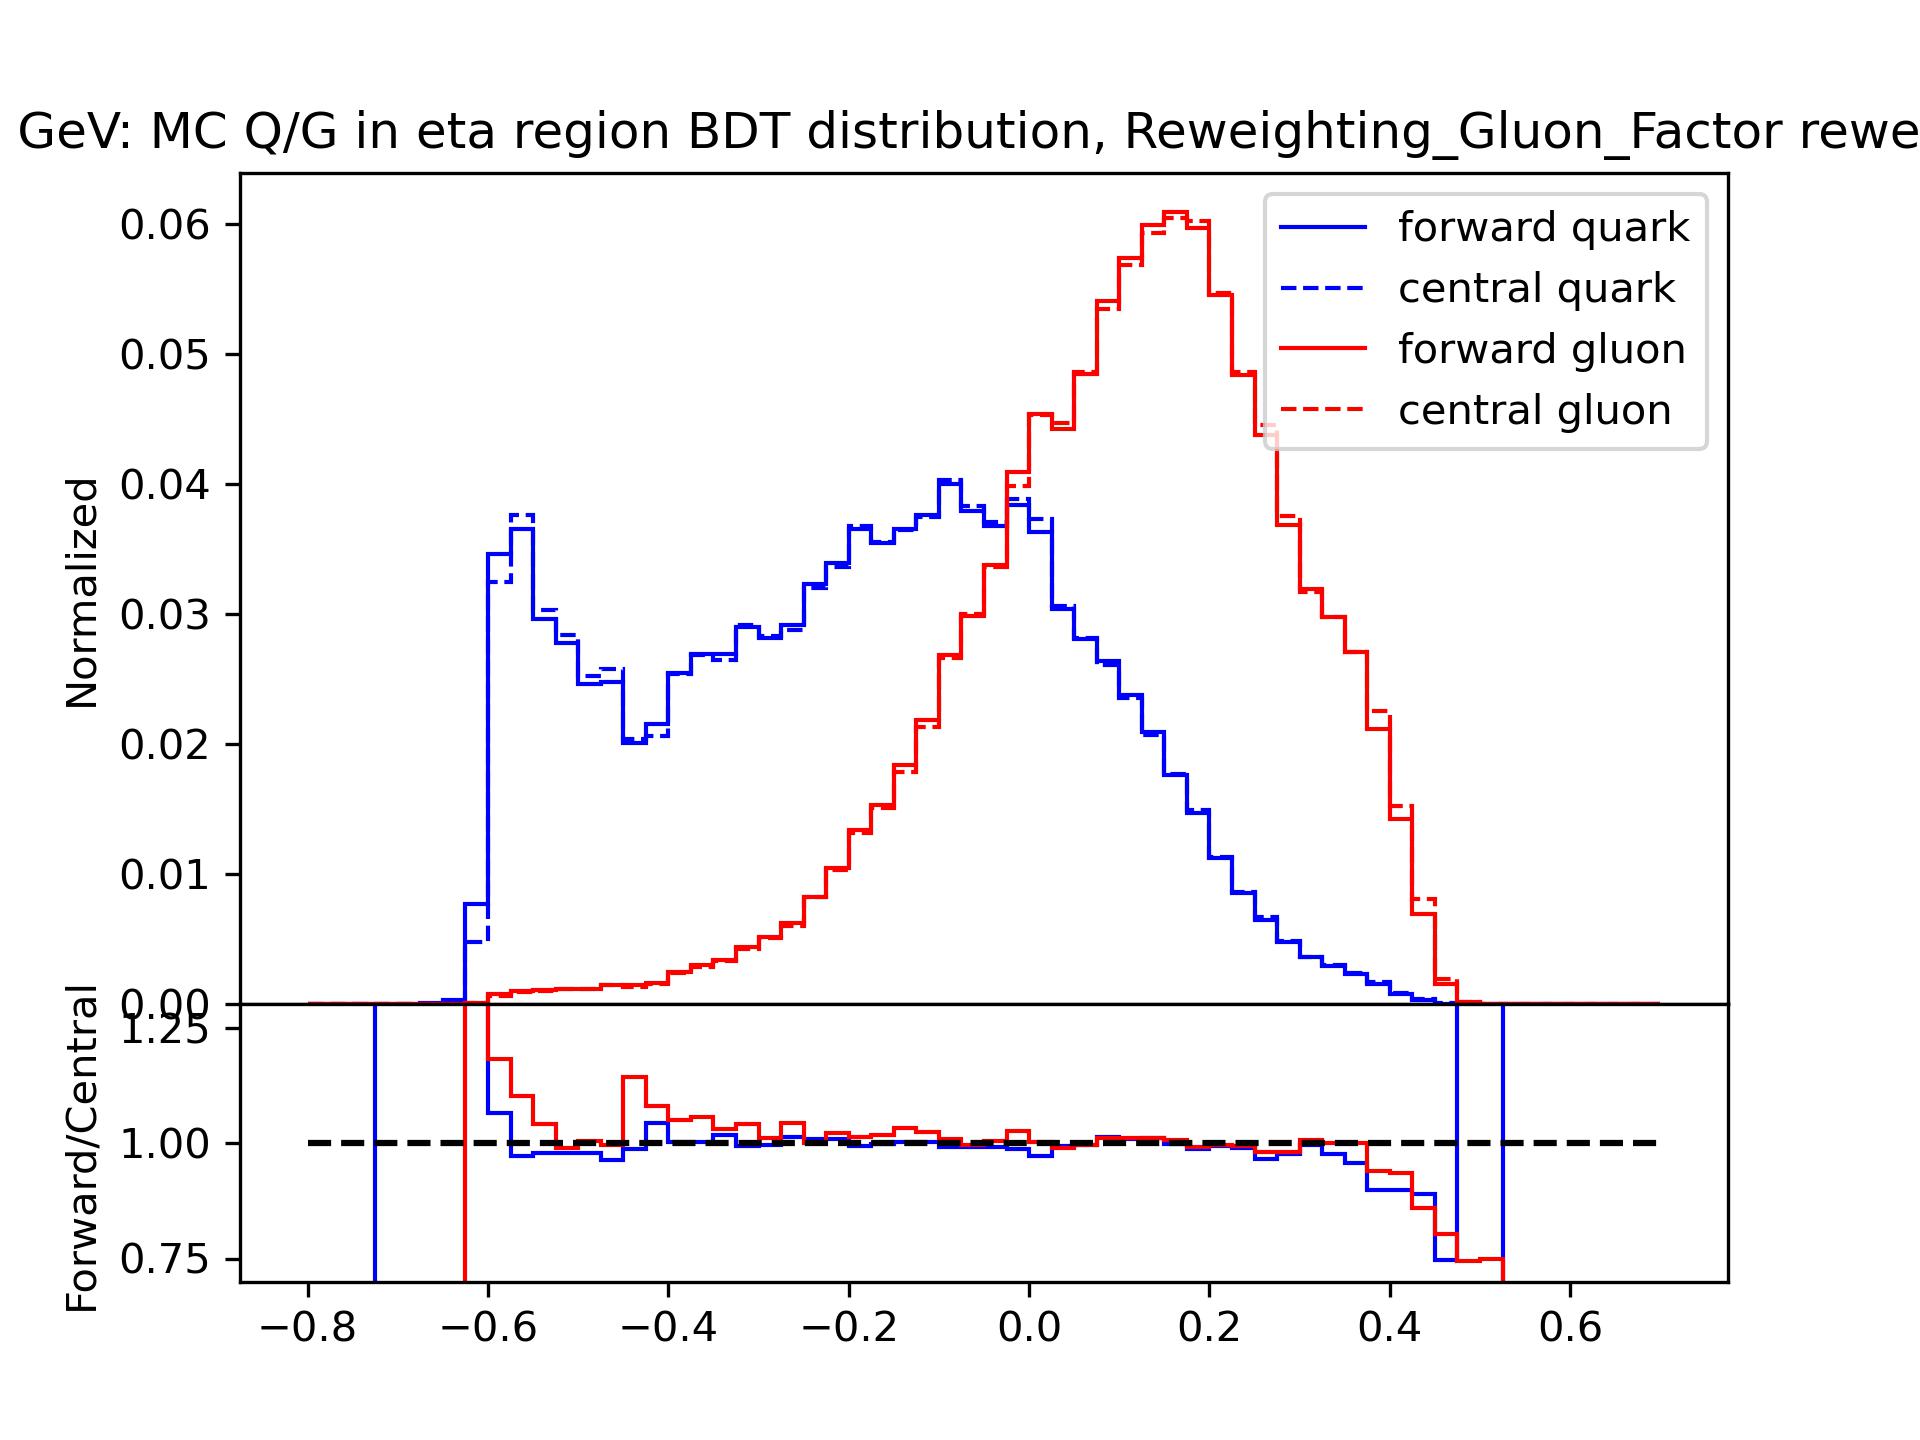 GeV: MC Q/G in eta region BDT distribution, Reweighting_Gluon_Factor rewe
forward quark
central quark
forward gluon
central gluon
Normalized
0.06
0.05
0.04
0.03
0.02
0.01
0.00
Forward/Central
1.25
1.00
0.75
−0.8 −0.6 −0.4 −0.2 0.0 0.2 0.4 0.6